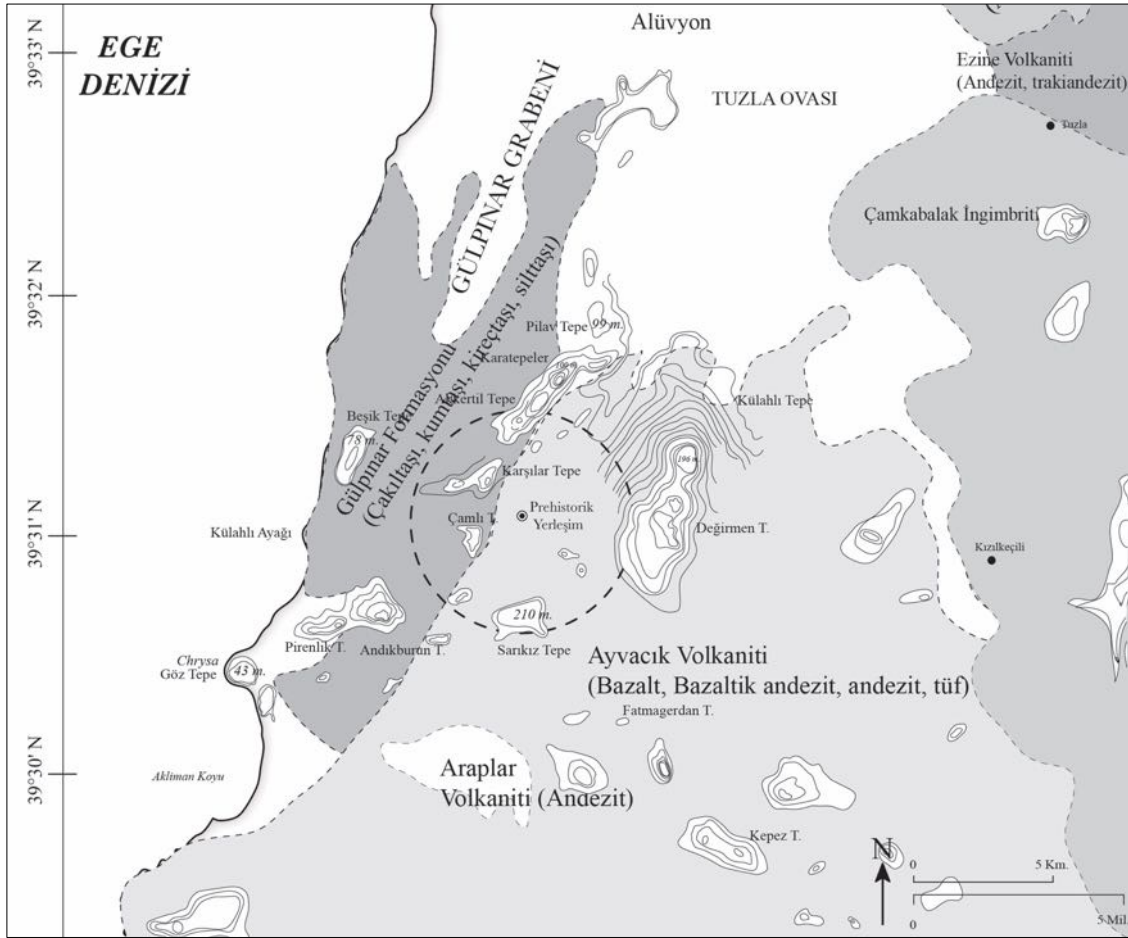 39°33' N
39°32' N
39°31' N
39°30' N
EGE
DENİZİ
Alüvyon
TUZLA OVASI
Ezine Volkaniti
(Andezit, trakiandezit)
Tuzla
Çamkabalak İngimbriti
GÜLPINAR GRABENİ
Gülpınar Formasyonu
(Çakıltaşı, kumtaşı, kireçtaşı, silttaşı)
Pilav Tepe
99 m.
Karatepeler
Külahlı Tepe
Beşik Tepe
78 m.
196 m.
Karşılar Tepe
Prehistorik
Yerleşim
Çamlı T.
Değirmen T.
Külahlı Ayağı
Kızılkeçili
210 m.
Sarıkız Tepe
Pirenlik T.
Andıkburun T.
Chrysa
Göz Tepe
43 m.
Ayvacık Volkaniti
(Bazalt, Bazaltik andezit, andezit, tüf)
Fatmagerdan T.
Akliman Koyu
Araplar
Volkaniti (Andezit)
Kepez T.
N
0
5 Km.
0
5 Mil.